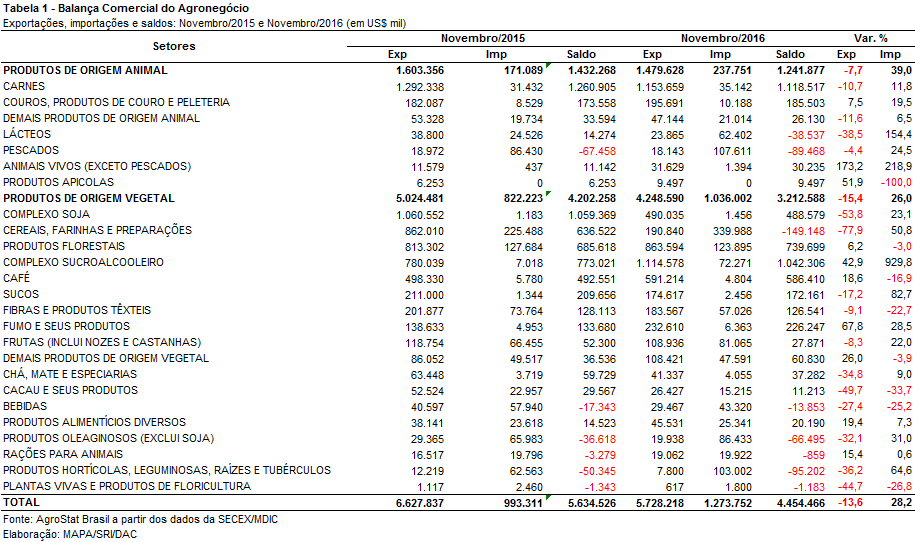 Tabela 1 - Balança Comercial do Agronegócio
Exportações, importações e saldos: Novembro/2015 e Novembro/2016 (em US$ mil)
Setores Novembro/2015 Novembro/2016 Var. %
Exp Imp Saldo Exp Imp Saldo Exp Imp
PRODUTOS DE ORIGEM ANIMAL 1.603.356 171.089 1.432.268 1.479.628 237.751 1.241.877 -7,7 39,0
CARNES 1.292.338 31.432 1.260.905 1.153.659 35.142 1.118.517 -10,7 11,8
COUROS, PRODUTOS DE COURO E PELETERIA 182.087 8.529 173.558 195.691 10.188 185.503 7,5 19,5
DEMAIS PRODUTOS DE ORIGEM ANIMAL 53.328 19.734 33.594 47.144 21.014 26.130 -11,6 6,5
LÁCTEOS 38.800 24.526 14.274 23.865 62.402 -38.537 -38,5 154,4
PESCADOS 18.972 86.430 -67.458 18.143 107.611 -89.468 -4,4 24,5
ANIMAIS VIVOS (EXCETO PESCADOS) 11.579 437 11.142 31.629 1.394 30.235 173,2 218,9
PRODUTOS APICOLAS 6.253 0 6.253 9.497 0 9.497 51,9 -100,0
PRODUTOS DE ORIGEM VEGETAL 5.024.481 822.223 4.202.258 4.248.590 1.036.002 3.212.588 -15,4 26,0
COMPLEXO SOJA 1.060.552 1.183 1.059.369 490.035 1.456 488.579 -53,8 23,1
CEREAIS, FARINHAS E PREPARAÇÕES 862.010 225.488 636.522 190.840 339.988 -149.148 -77,9 50,8
PRODUTOS FLORESTAIS 813.302 127.684 685.618 863.594 123.895 739.699 6,2 -3,0
COMPLEXO SUCROALCOOLEIRO 780.039 7.018 773.021 1.114.578 72.271 1.042.306 42,9 929,8
CAFÉ 498.330 5.780 492.551 591.214 4.804 586.410 18,6 -16,9
SUCOS 211.000 1.344 209.656 174.617 2.456 172.161 -17,2 82,7
FIBRAS E PRODUTOS TÊXTEIS 201.877 73.764 128.113 183.567 57.026 126.541 -9,1 -22,7
FUMO E SEUS PRODUTOS 138.633 4.953 133.680 232.610 6.363 226.247 67,8 28,5
FRUTAS (INCLUI NOZES E CASTANHAS) 118.754 66.455 52.300 108.936 81.065 27.871 -8,3 22,0
DEMAIS PRODUTOS DE ORIGEM VEGETAL 86.052 49.517 36.536 108.421 47.591 60.830 26,0 -3,9
CHÁ, MATE E ESPECIARIAS 63.448 3.719 59.729 41.337 4.055 37.282 -34,8 9,0
CACAU E SEUS PRODUTOS 52.524 22.957 29.567 26.427 15.215 11.213 -49,7 -33,7
BEBIDAS 40.597 57.940 -17.343 29.467 43.320 -13.853 -27,4 -25,2
PRODUTOS ALIMENTÍCIOS DIVERSOS 38.141 23.618 14.523 45.531 25.341 20.190 19,4 7,3
PRODUTOS OLEAGINOSOS (EXCLUI SOJA) 29.365 65.983 -36.618 19.938 86.433 -66.495 -32,1 31,0
RAÇÕES PARA ANIMAIS 16.517 19.796 -3.279 19.062 19.922 -859 15,4 0,6
PRODUTOS HORTÍCOLAS, LEGUMINOSAS, RAÍZES E TUBÉRCULOS 12.219 62.563 -50.345 7.800 103.002 -95.202 -36,2 64,6
PLANTAS VIVAS E PRODUTOS DE FLORICULTURA 1.117 2.460 -1.343 617 1.800 -1.183 -44,7 -26,8
TOTAL 6.627.837 993.311 5.634.526 5.728.218 1.273.752 4.454.466 -13,6 28,2
Fonte: AgroStat Brasil a partir dos dados da SECEX/MDIC
Elaboração: MAPA/SRI/DAC